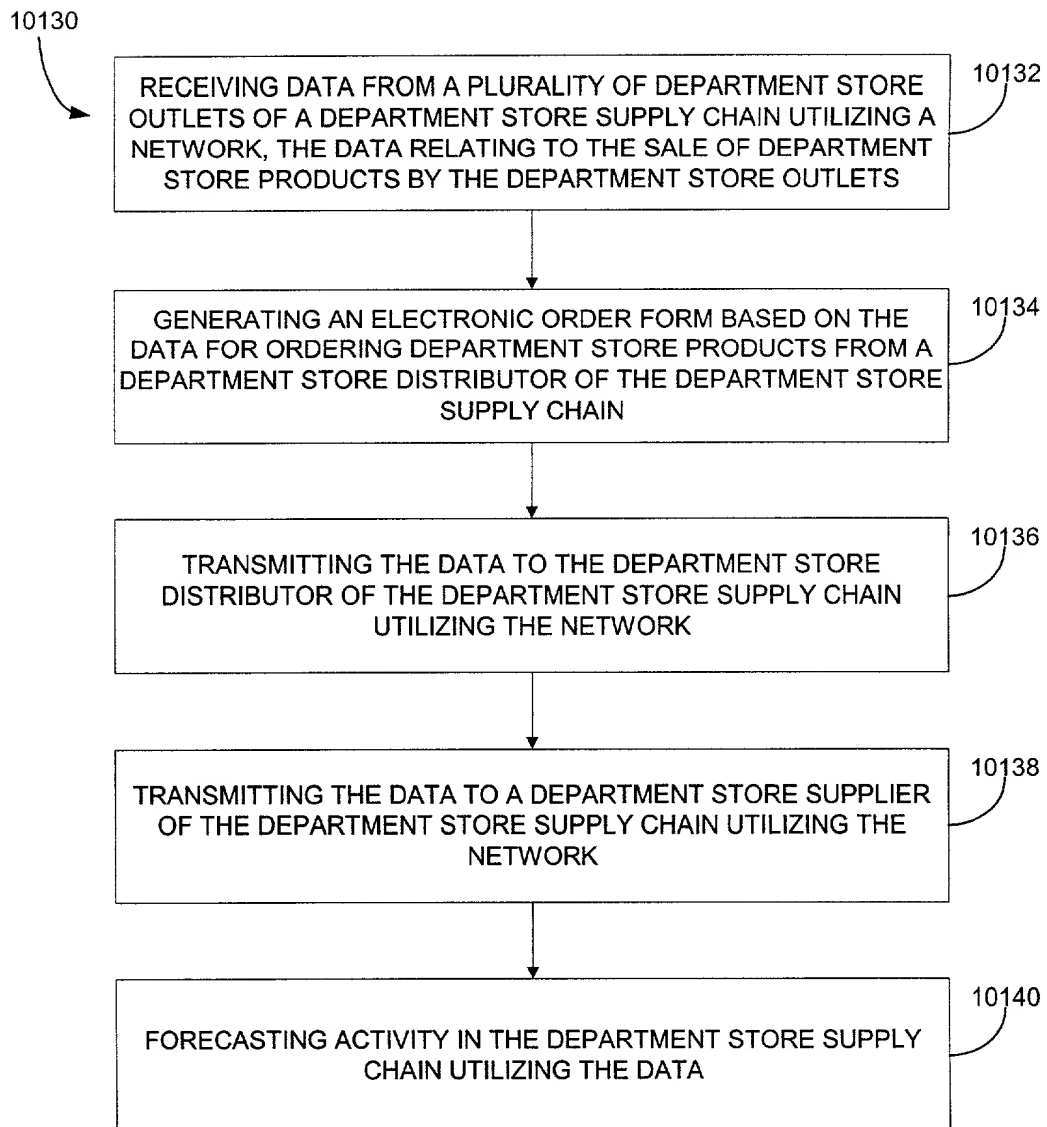 10130
RECEIVING DATA FROM A PLURALITY OF DEPARTMENT STORE
OUTLETS OF A DEPARTMENT STORE SUPPLY CHAIN UTILIZING A
NETWORK, THE DATA RELATING TO THE SALE OF DEPARTMENT
STORE PRODUCTS BY THE DEPARTMENT STORE OUTLETS
10132
GENERATING AN ELECTRONIC ORDER FORM BASED ON THE
DATA FOR ORDERING DEPARTMENT STORE PRODUCTS FROM A
DEPARTMENT STORE DISTRIBUTOR OF THE DEPARTMENT STORE
SUPPLY CHAIN
10134
TRANSMITTING THE DATA TO THE DEPARTMENT STORE
DISTRIBUTOR OF THE DEPARTMENT STORE SUPPLY CHAIN
UTILIZING THE NETWORK
10136
TRANSMITTING THE DATA TO A DEPARTMENT STORE SUPPLIER
OF THE DEPARTMENT STORE SUPPLY CHAIN UTILIZING THE
NETWORK
10138
FORECASTING ACTIVITY IN THE DEPARTMENT STORE SUPPLY
CHAIN UTILIZING THE DATA
10140